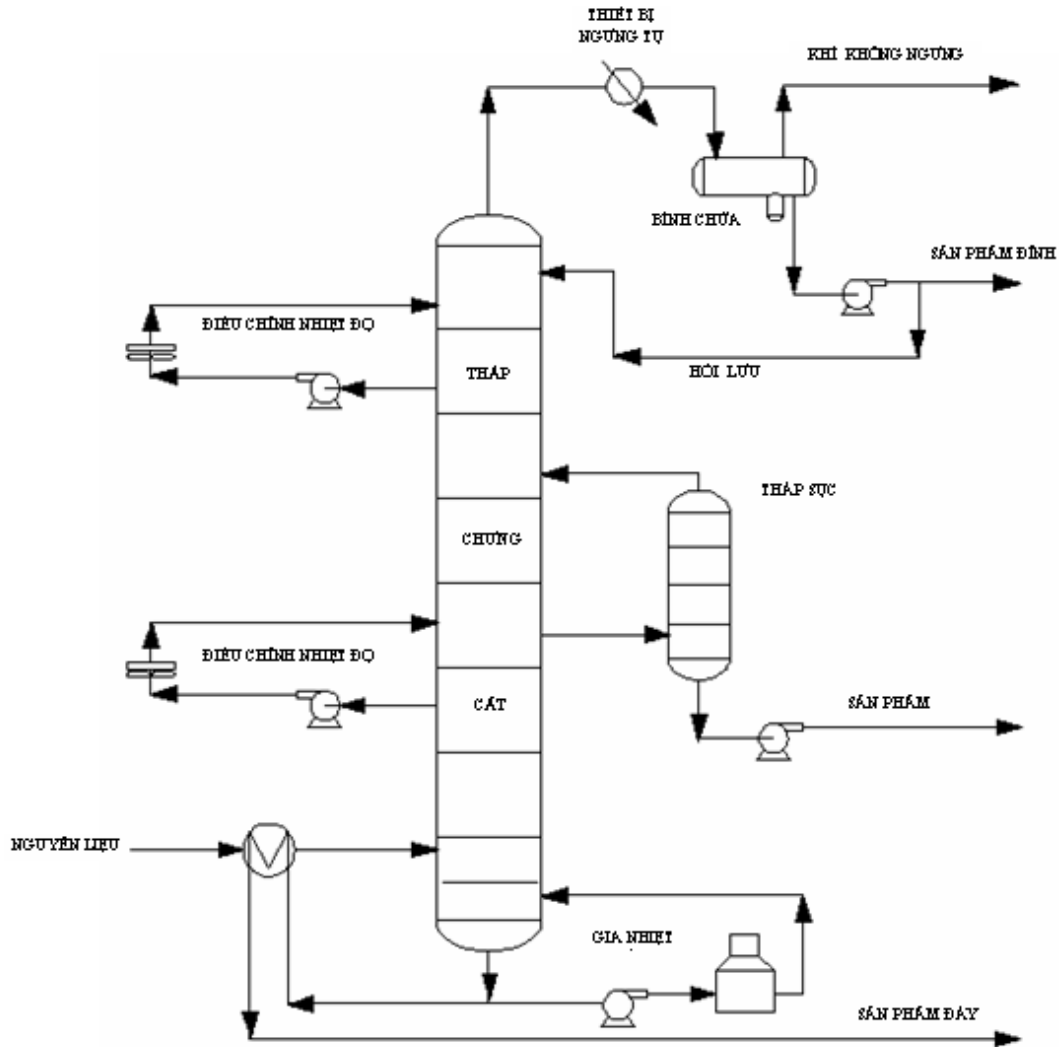 THIẾT BỊ
NGƯNG TỤ
KHÍ KHÔNG NGƯNG
BÌNH CHỨA
SẢN PHẨM ĐỈNH
ĐIỀU CHỈNH NHIỆT ĐỘ
THÁP
HỒI LƯU
THÁP SỤC
CHƯNG
ĐIỀU CHỈNH NHIỆT ĐỘ
CẤT
SẢN PHẨM
NGUYÊN LIỆU
GIA NHIỆT
SẢN PHẨM ĐÁY